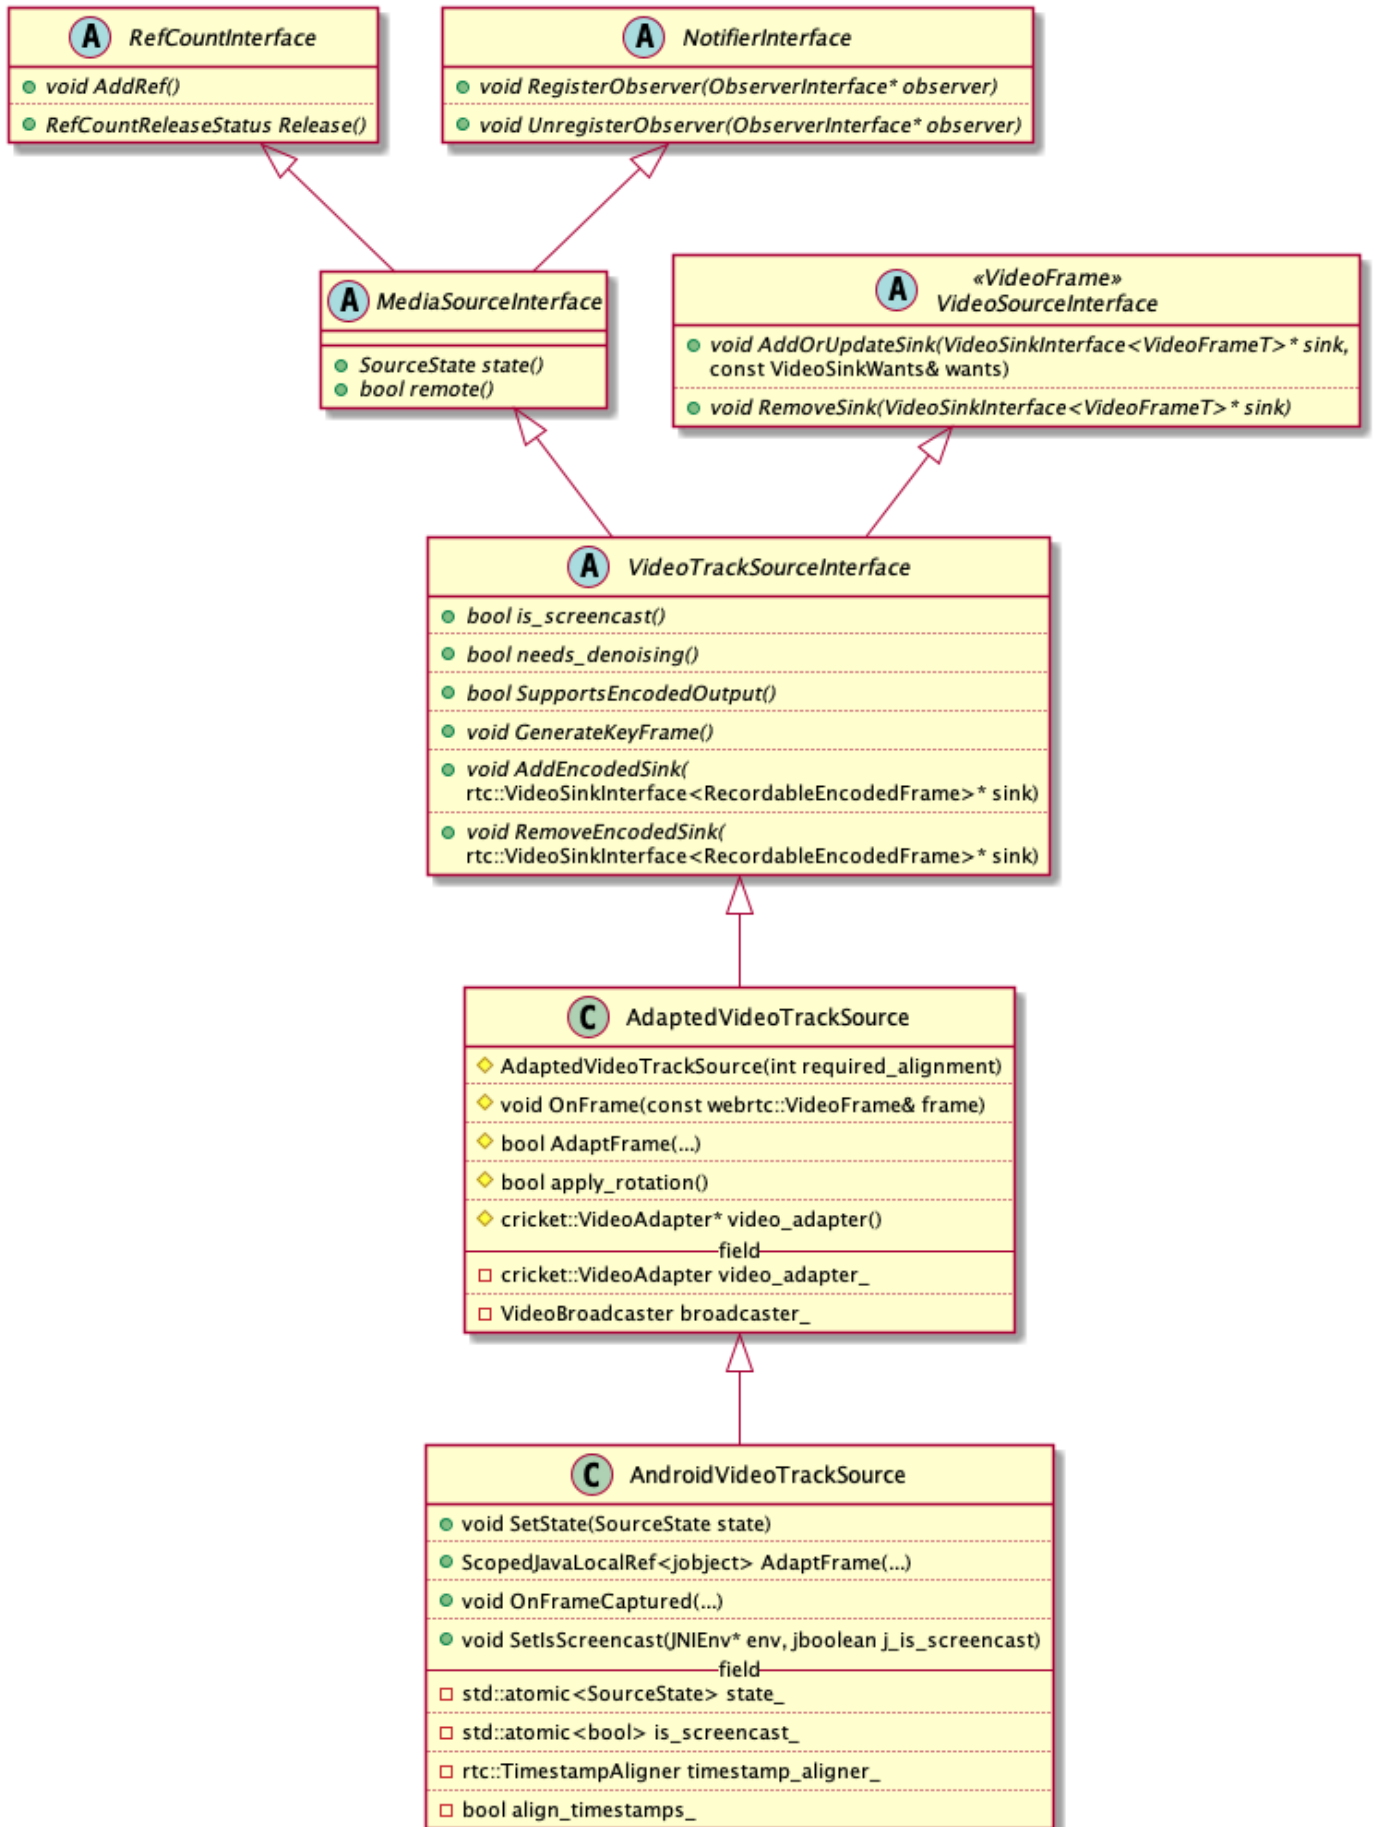 A RefCountInterface
void AddRef()
RefCountReleaseStatus Release()
A NotifierInterface
void RegisterObserver(ObserverInterface* observer)
void UnregisterObserver(ObserverInterface* observer)
A MediaSourceInterface
SourceState state()
bool remote()
«VideoFrame»
A VideoSourceInterface
void AddOrUpdateSink(VideoSinkInterface<VideoFrameT>* sink,
const VideoSinkWants& wants)
void RemoveSink(VideoSinkInterface<VideoFrameT>* sink)
A VideoTrackSourceInterface
bool is_screencast()
bool needs_denoising()
bool SupportsEncodedOutput()
void GenerateKeyFrame()
void AddEncodedSink(
rtc::VideoSinkInterface<RecordableEncodedFrame>* sink)
void RemoveEncodedSink(
rtc::VideoSinkInterface<RecordableEncodedFrame>* sink)
C AdaptedVideoTrackSource
AdaptedVideoTrackSource(int required_alignment)
void OnFrame(const webrtc::VideoFrame& frame)
bool AdaptFrame(...)
bool apply_rotation()
cricket::VideoAdapter* video_adapter()
field
cricket::VideoAdapter video_adapter_
VideoBroadcaster broadcaster_
C AndroidVideoTrackSource
void SetState(SourceState state)
ScopedJavaLocalRef<jobject> AdaptFrame(...)
void OnFrameCaptured(...)
void SetIsScreencast(JNIEnv* env, jboolean j_is_screencast)
field
std::atomic<SourceState> state_
std::atomic<bool> is_screencast_
rtc::TimestampAligner timestamp_aligner_
bool align_timestamps_